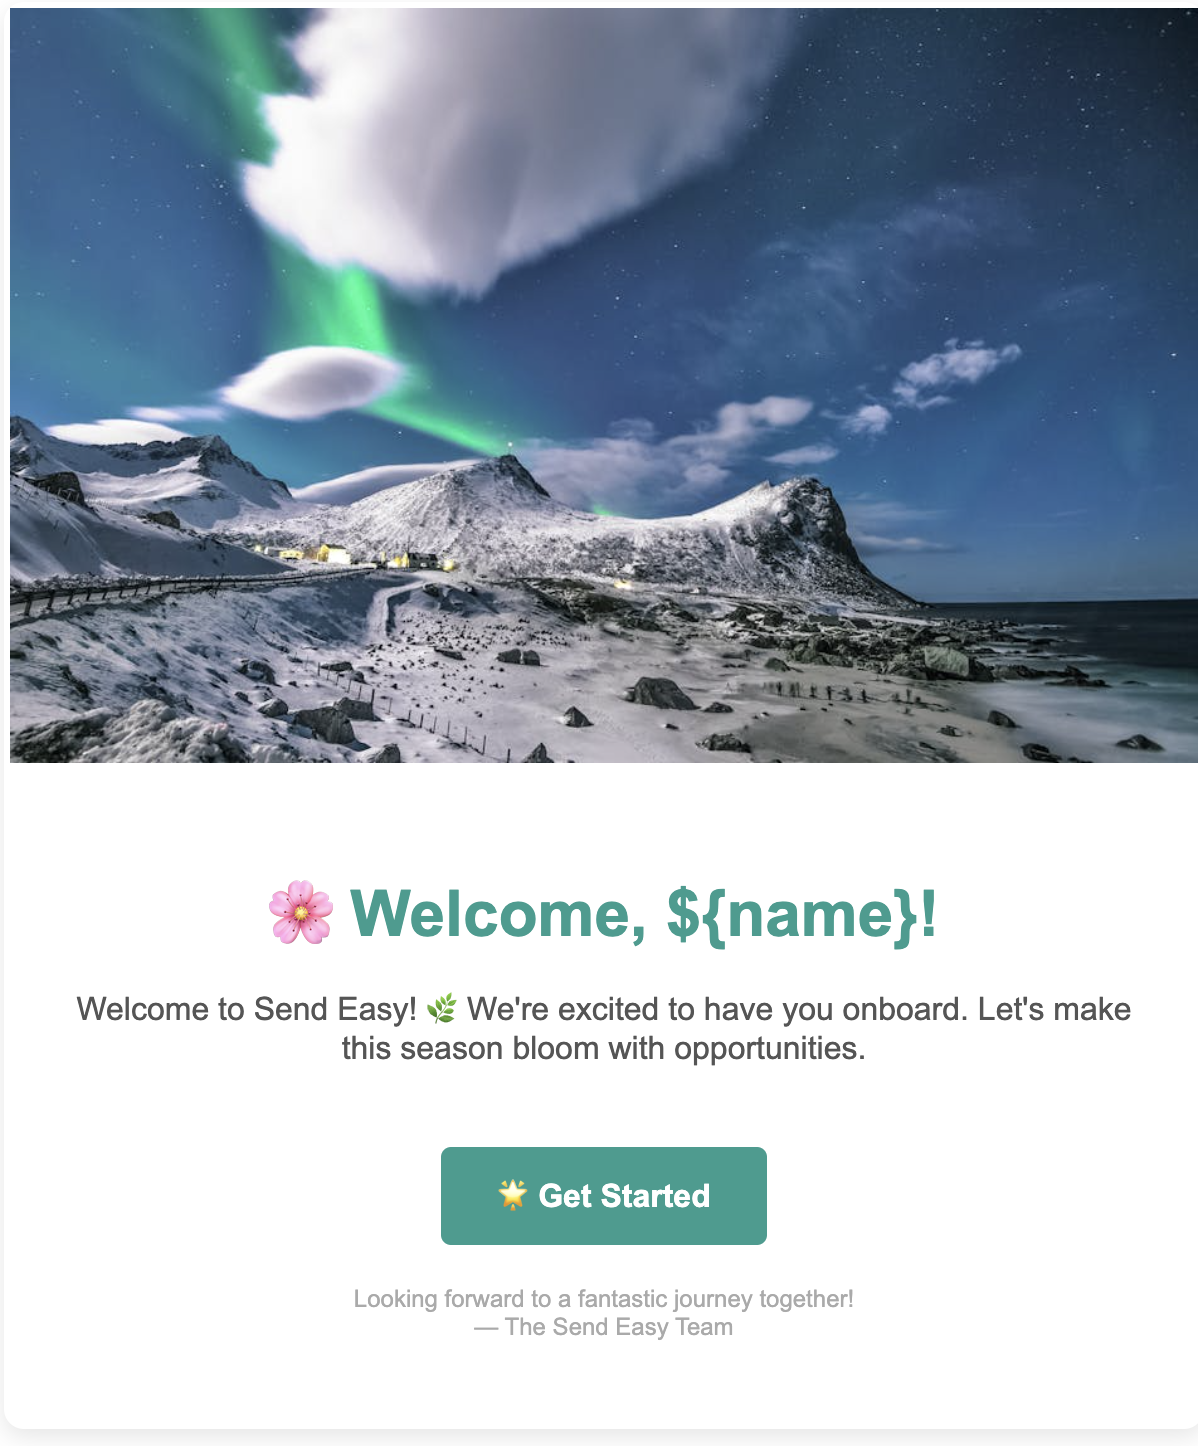 🌸 Welcome, ${name}!
Welcome to Send Easy! 🌿 We're excited to have you onboard. Let's make
this season bloom with opportunities.
🌟 Get Started
Looking forward to a fantastic journey together!
— The Send Easy Team